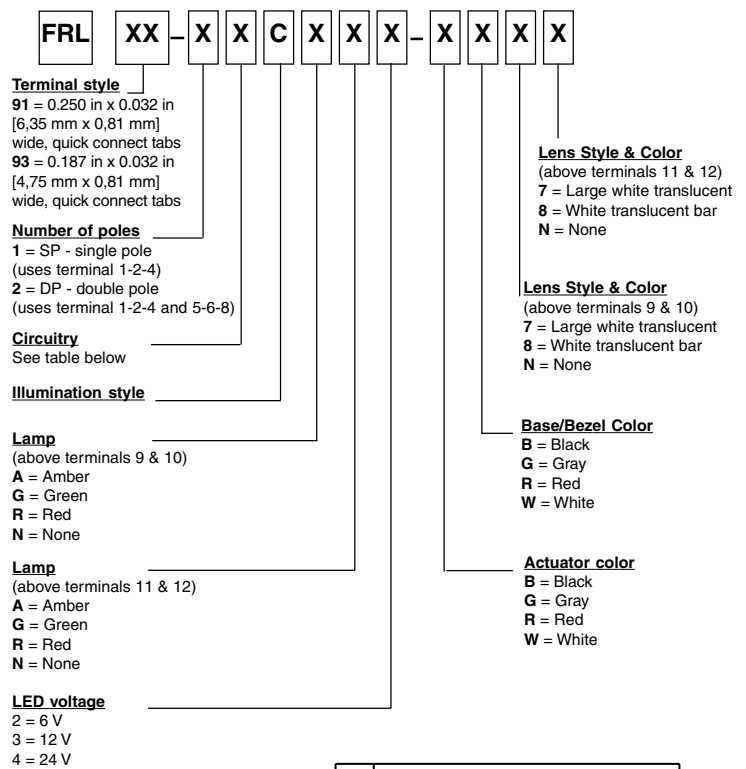 FRL XX – X X C X X X – X X X X
Terminal style
91 = 0.250 in x 0.032 in
[6,35 mm x 0,81 mm]
wide, quick connect tabs
93 = 0.187 in x 0.032 in
[4,75 mm x 0,81 mm]
wide, quick connect tabs
Number of poles
1 = SP - single pole
(uses terminal 1-2-4)
2 = DP - double pole
(uses terminal 1-2-4 and 5-6-8)
Circuitry
See table below
Illumination style
Lamp
(above terminals 9 & 10)
A = Amber
G = Green
R = Red
N = None
Lamp
(above terminals 11 & 12)
A = Amber
G = Green
R = Red
N = None
LED voltage
2 = 6 V
3 = 12 V
4 = 24 V
Lens Style & Color
(above terminals 11 & 12)
7 = Large white translucent
8 = White translucent bar
N = None
Lens Style & Color
(above terminals 9 & 10)
7 = Large white translucent
8 = White translucent bar
N = None
Base/Bezel Color
B = Black
G = Gray
R = Red
W = White
Actuator color
B = Black
G = Gray
R = Red
W = White